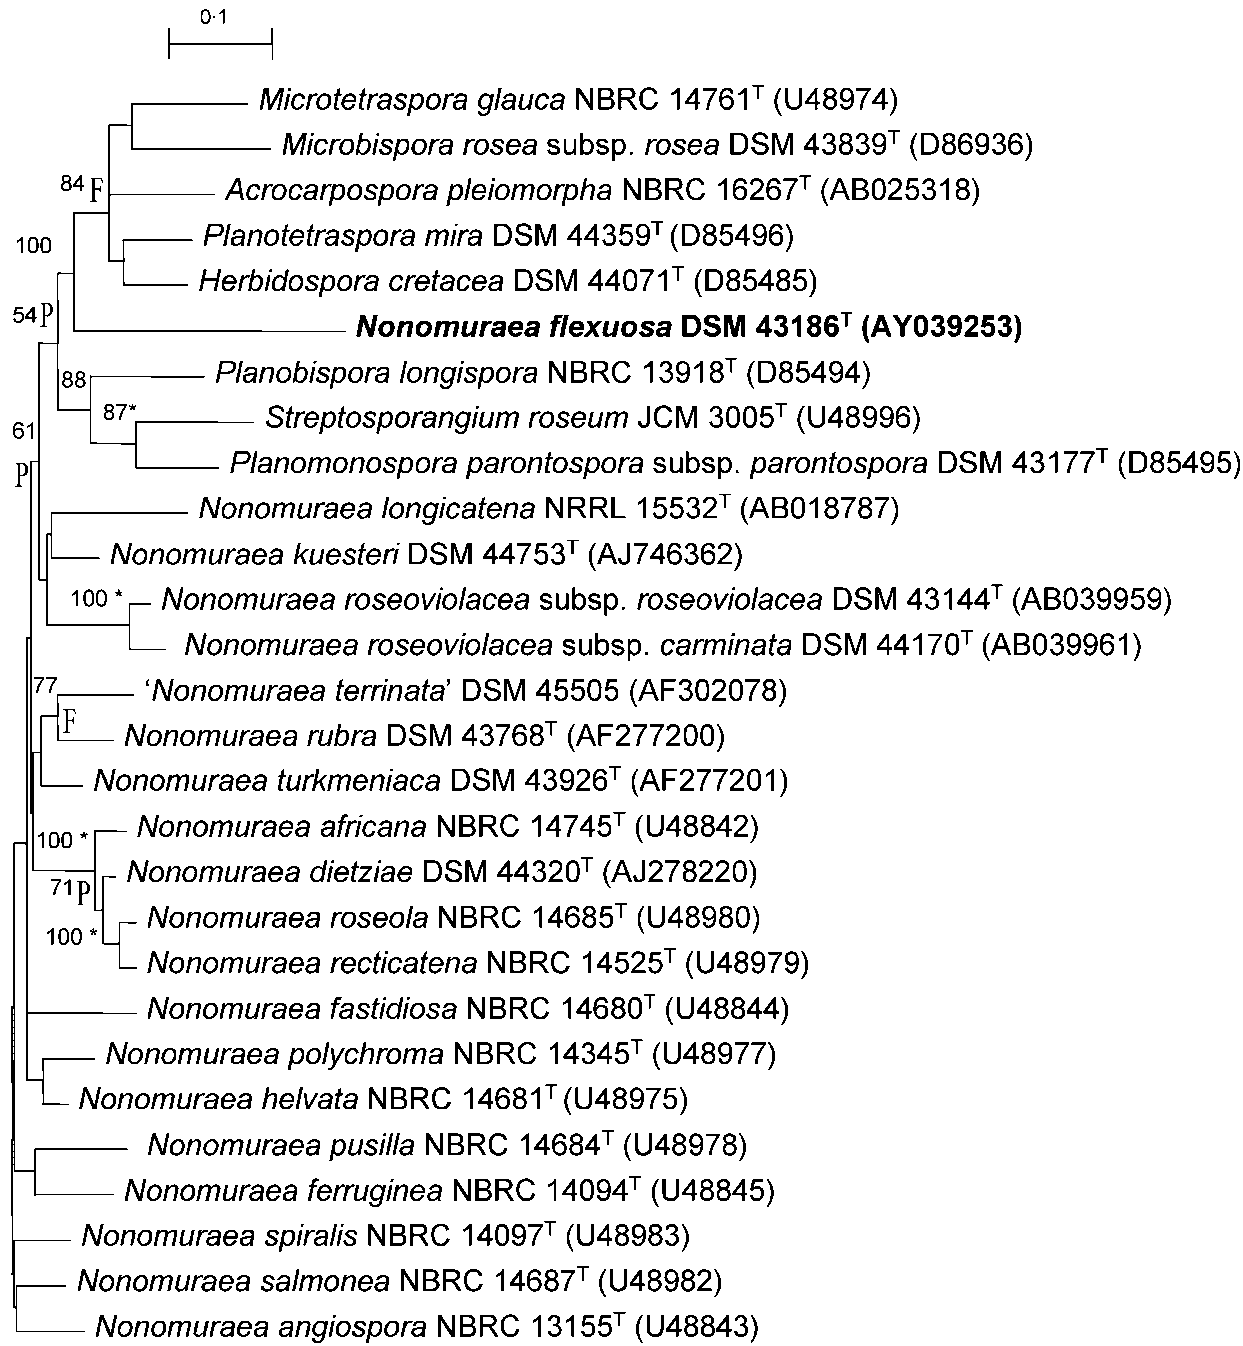 0·1
Microtetraspora glauca NBRC 14761T (U48974)
Microbispora rosea subsp. rosea DSM 43839T (D86936)
84 F
Acrocarpospora pleiomorpha NBRC 16267T (AB025318)
Planotetraspora mira DSM 44359T (D85496)
100
Herbidospora cretacea DSM 44071T (D85485)
54 P
Nonomuraea flexuosa DSM 43186T (AY039253)
88
Planobispora longispora NBRC 13918T (D85494)
87*
Streptosporangium roseum JCM 3005T (U48996)
61
Planomonospora parontospora subsp. parontospora DSM 43177T (D85495)
P
Nonomuraea longicatena NRRL 15532T (AB018787)
Nonomuraea kuesteri DSM 44753T (AJ746362)
100 *
Nonomuraea roseoviolacea subsp. roseoviolacea DSM 43144T (AB039959)
Nonomuraea roseoviolacea subsp. carminata DSM 44170T (AB039961)
77
‘Nonomuraea terrinata’ DSM 45505 (AF302078)
F
Nonomuraea rubra DSM 43768T (AF277200)
Nonomuraea turkmeniaca DSM 43926T (AF277201)
Nonomuraea africana NBRC 14745T (U48842)
100 *
Nonomuraea dietziae DSM 44320T (AJ278220)
71 P
Nonomuraea roseola NBRC 14685T (U48980)
100 *
Nonomuraea recticatena NBRC 14525T (U48979)
Nonomuraea fastidiosa NBRC 14680T (U48844)
Nonomuraea polychroma NBRC 14345T (U48977)
Nonomuraea helvata NBRC 14681T (U48975)
Nonomuraea pusilla NBRC 14684T (U48978)
Nonomuraea ferruginea NBRC 14094T (U48845)
Nonomuraea spiralis NBRC 14097T (U48983)
Nonomuraea salmonea NBRC 14687T (U48982)
Nonomuraea angiospora NBRC 13155T (U48843)